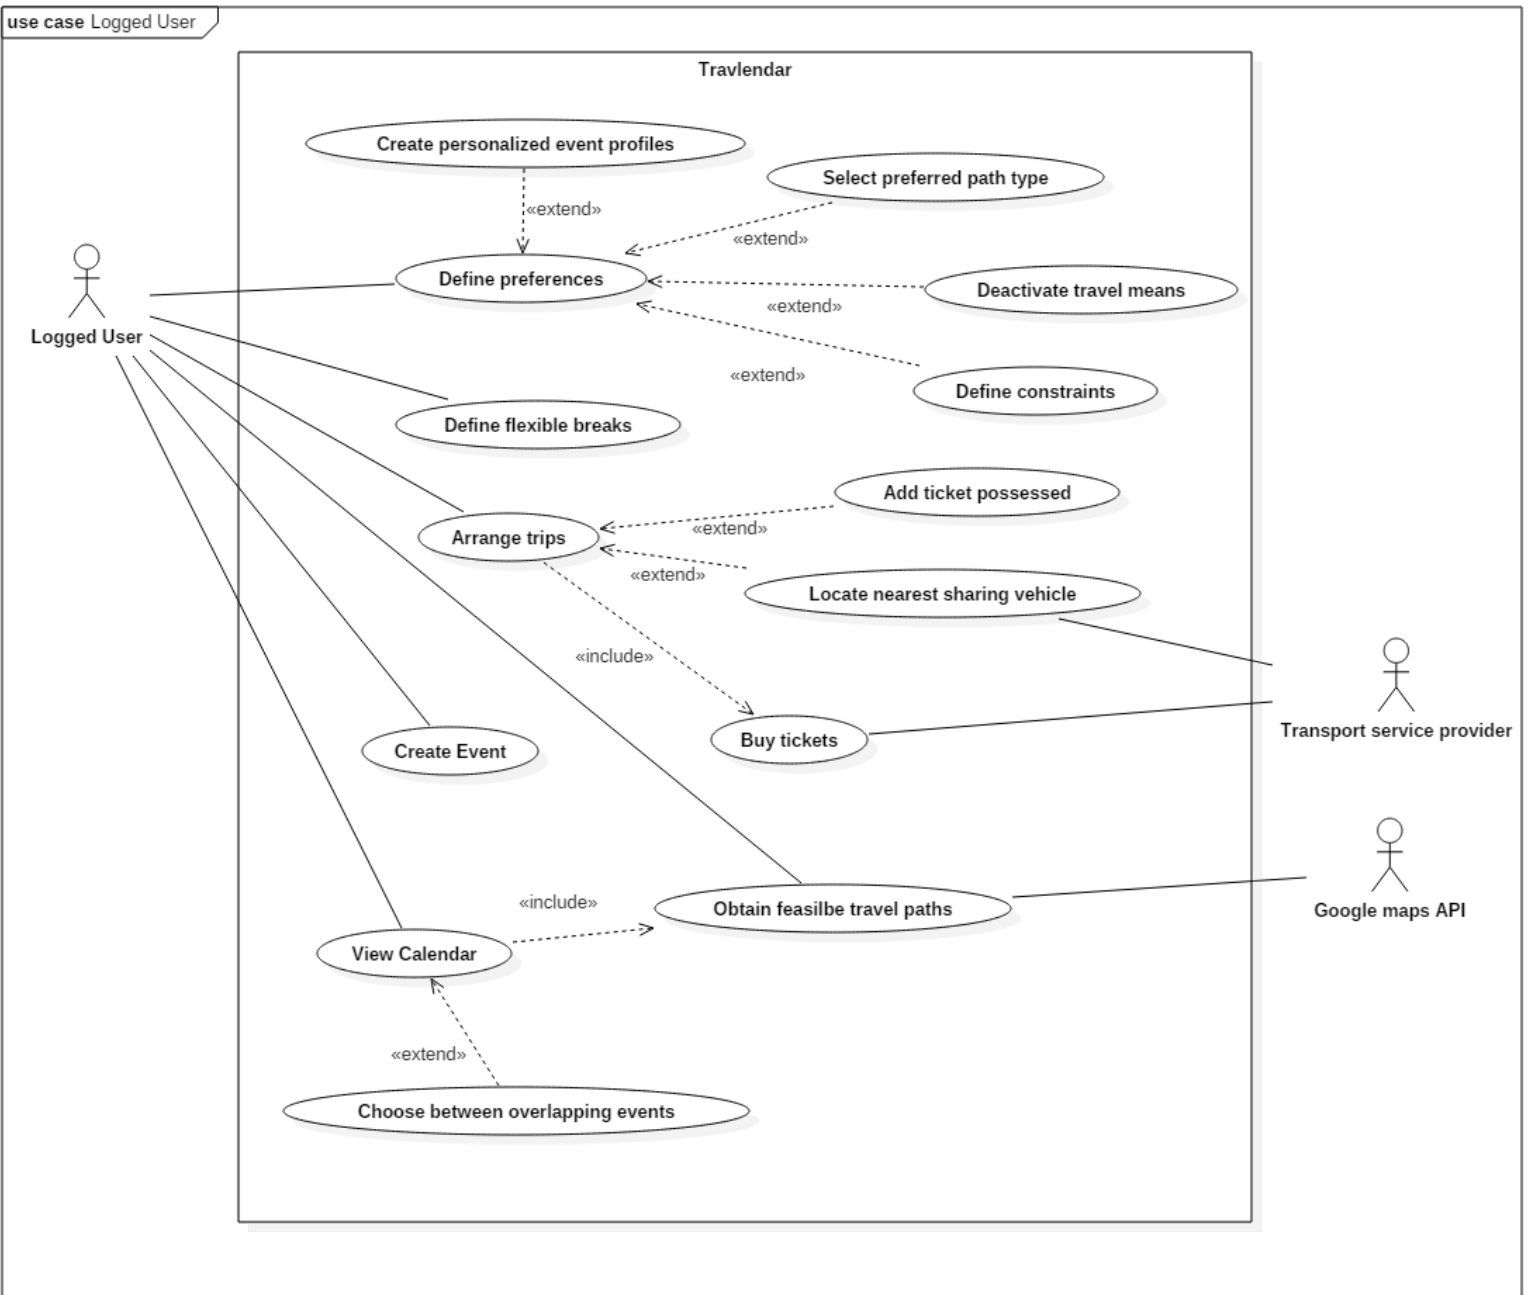 use case Logged User
Travlendar
Create personalized event profiles
Select preferred path type
«extend»
«extend»
Define preferences
Deactivate travel means
«extend»
Logged User
«extend»
Define constraints
Define flexible breaks
Add ticket possessed
«extend»
Arrange trips
«extend»
Locate nearest sharing vehicle
«include»
Transport service provider
Buy tickets
Create Event
«include»
Obtain feasilbe travel paths
Google maps API
View Calendar
«extend»
Choose between overlapping events